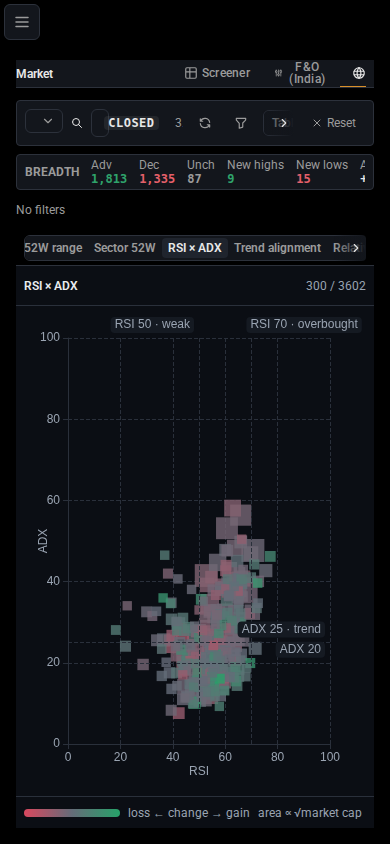 Market
Screener
F&O
(India)
CLOSED
3
Reset
BREADTH
Adv
1,813
Dec
1,335
Unch
87
New highs
9
New lows
15
No filters
52W range
Sector 52W
RSI × ADX
Trend alignment
RSI × ADX
300 / 3602
RSI 50 · weak
RSI 70 · overbought
100
80
60
40
20
0
ADX
ADX 25 · trend
ADX 20
0
20
40
60
80
100
RSI
loss ← change → gain
area ∝ √market cap